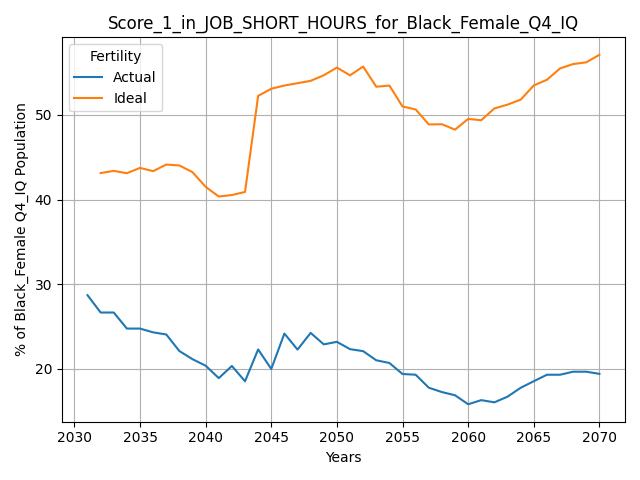 Score_1_in_JOB_SHORT_HOURS_for_Black_Female_Q4_IQ
Fertility
Actual
Ideal
% of Black_Female Q4_IQ Population
50
40
30
20
2030 2035 2040 2045 2050 2055 2060 2065 2070
Years